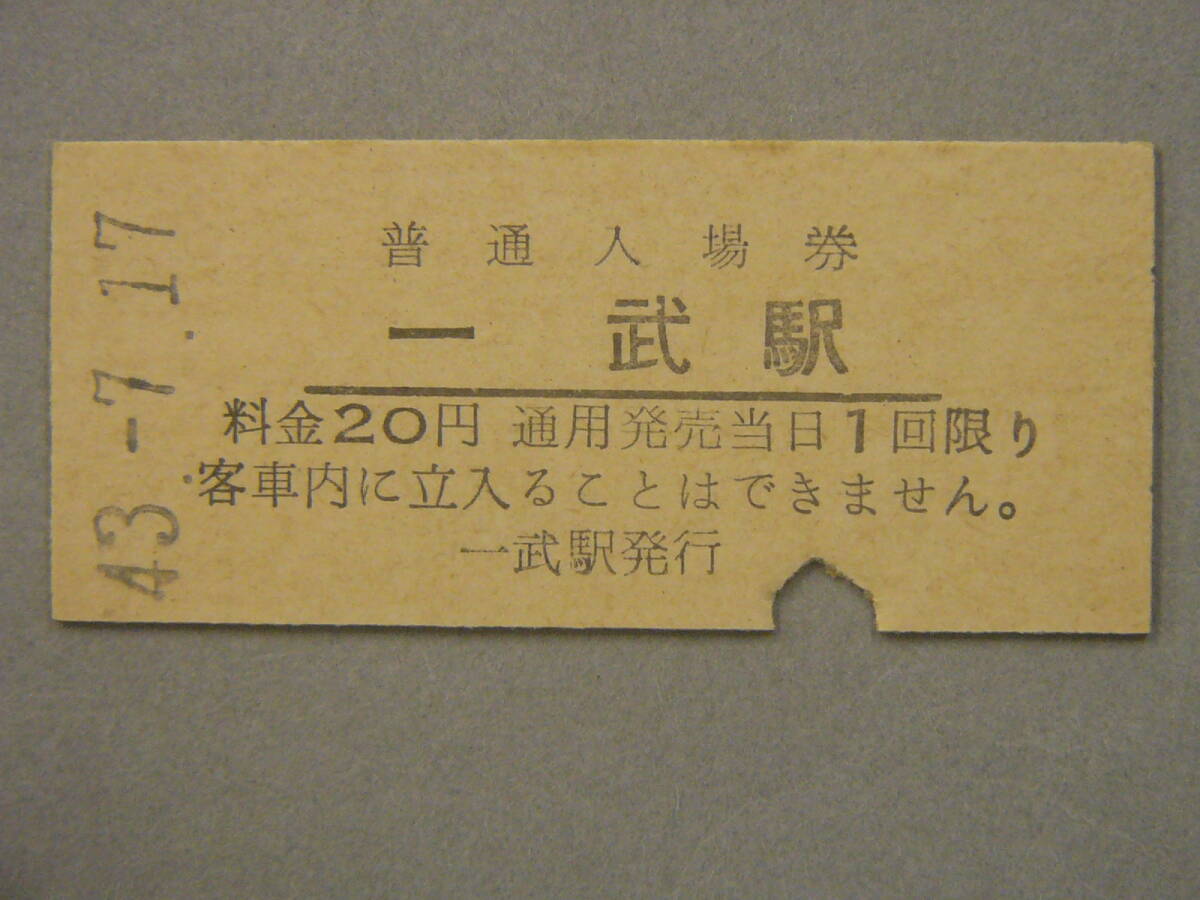 普通入場券
一武駅
料金20円 通用発売当日1回限り
客車内に立入ることはできません。
一武駅発行
43.-7.17